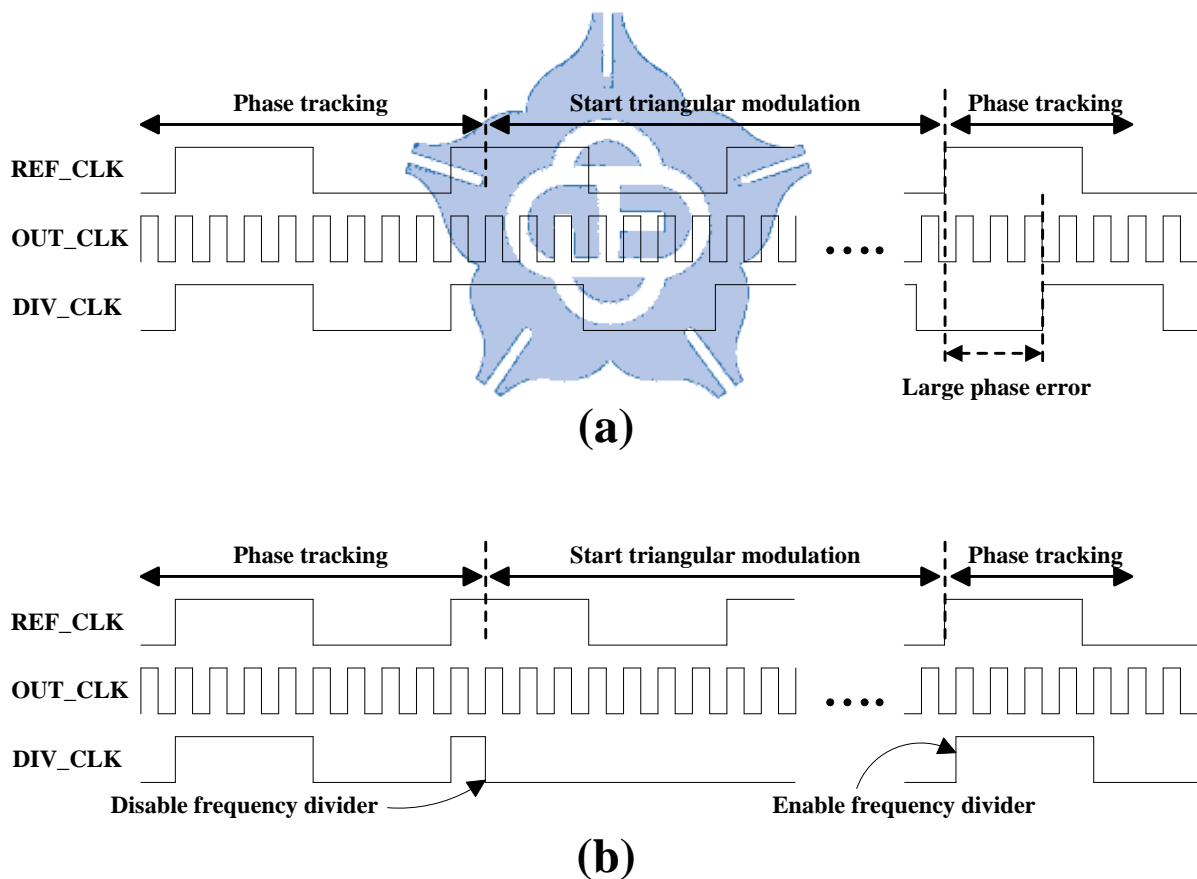 Phase tracking
Start triangular modulation
Phase tracking
REF_CLK
OUT_CLK
DIV_CLK
Large phase error
(a)
Phase tracking
Start triangular modulation
Phase tracking
REF_CLK
OUT_CLK
DIV_CLK
Disable frequency divider
Enable frequency divider
(b)